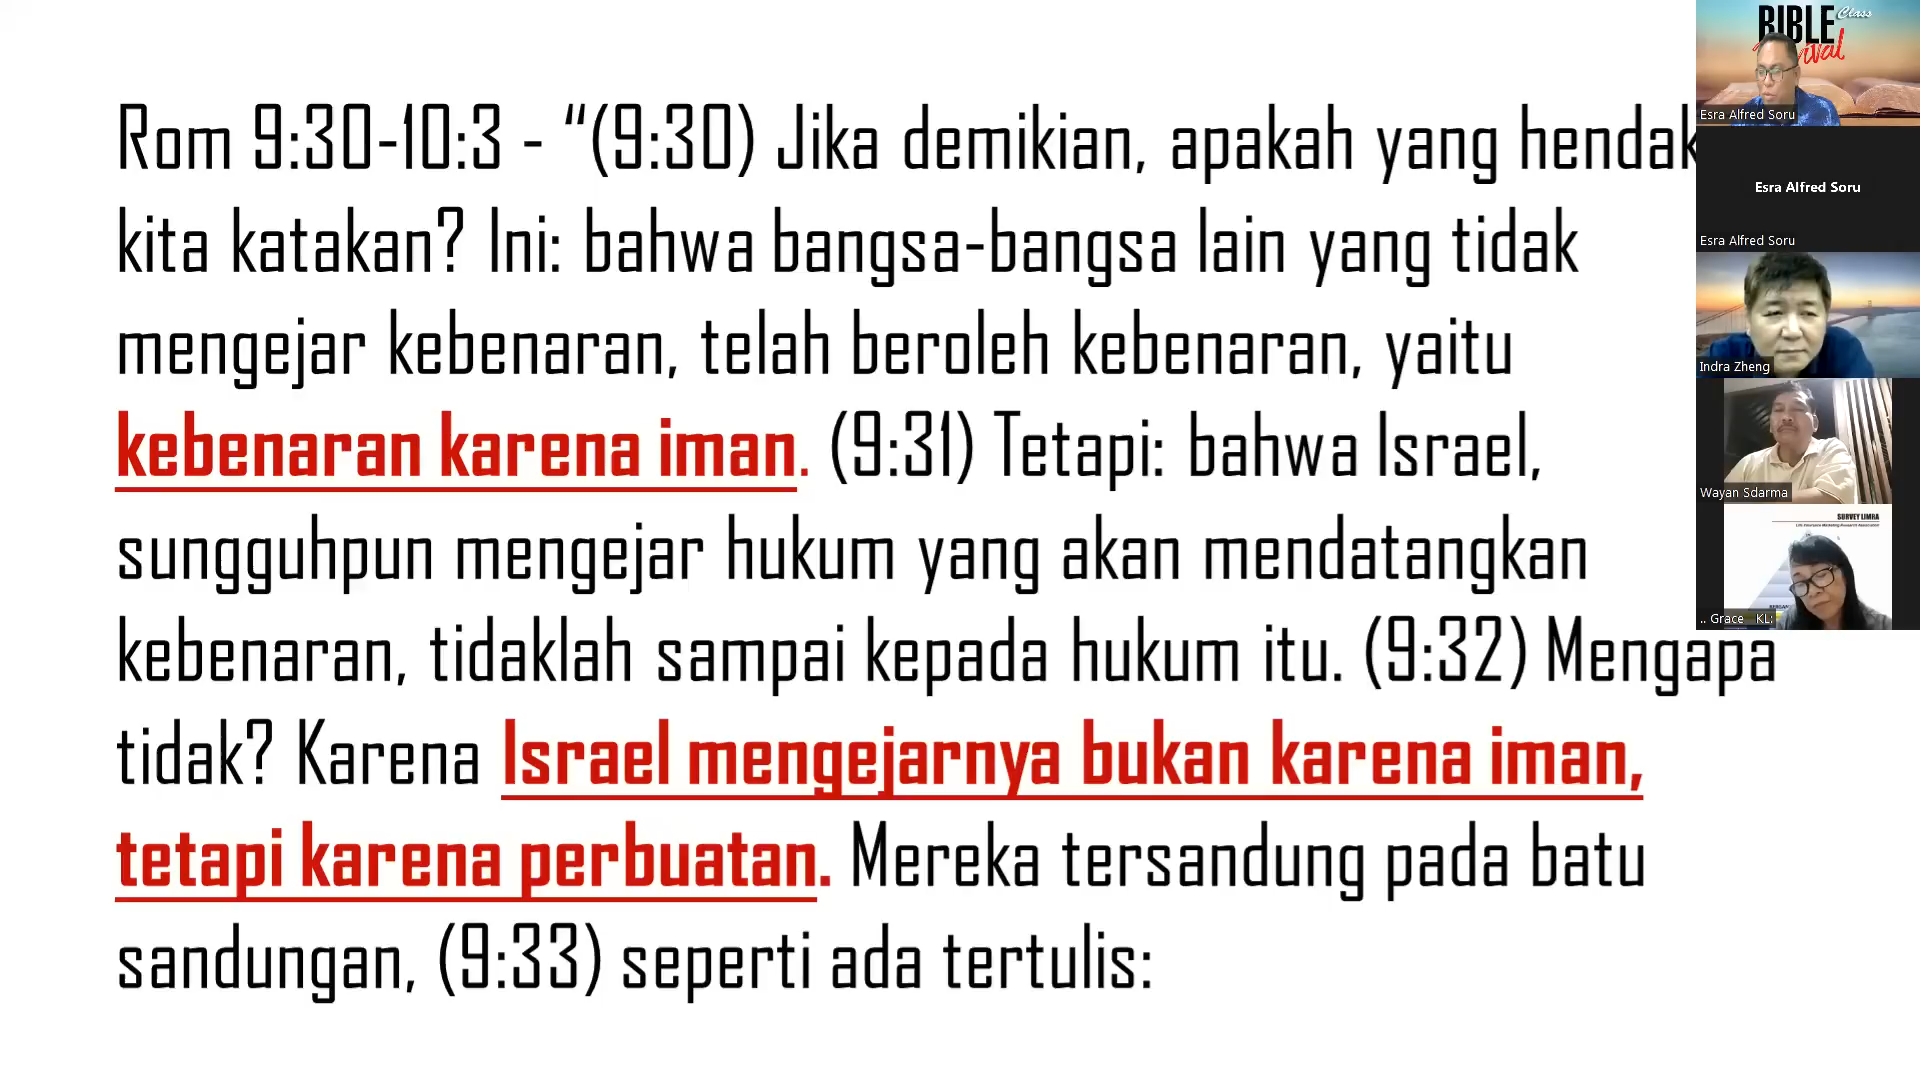 Rom 9:30-10:3 - “(9:30) Jika demikian, apakah yang hendak
kita katakan? Ini: bahwa bangsa-bangsa lain yang tidak
mengejar kebenaran, telah beroleh kebenaran, yaitu
kebenaran karena iman. (9:31) Tetapi: bahwa Israel,
sungguhpun mengejar hukum yang akan mendatangkan
kebenaran, tidaklah sampai kepada hukum itu. (9:32) Mengapa
tidak? Karena Israel mengejarnya bukan karena iman,
tetapi karena perbuatan. Mereka tersandung pada batu
sandungan, (9:33) seperti ada tertulis:
BIBLE Class
Esra Alfred Soru
Esra Alfred Soru
Esra Alfred Soru
Indra Zheng
Wayan Sdarma
SURVEY LIMRA
.. Grace KL: